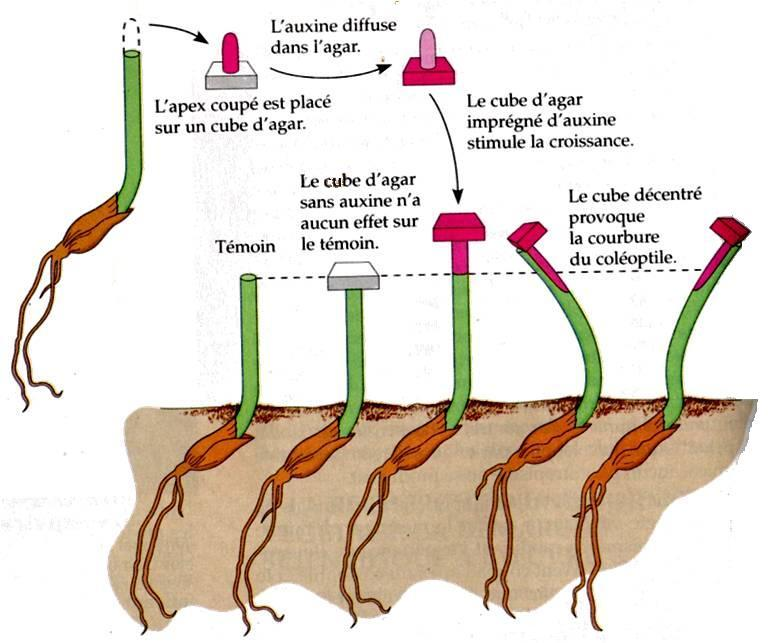 L'auxine diffuse
dans l'agar.
L'apex coupé est placé
sur un cube d'agar.
Le cube d'agar
imprégné d'auxine
stimule la croissance.
Le cube d'agar
sans auxine n'a
aucun effet sur
le témoin.
Témoin
Le cube décentré
provoque
la courbure
du coléoptile.